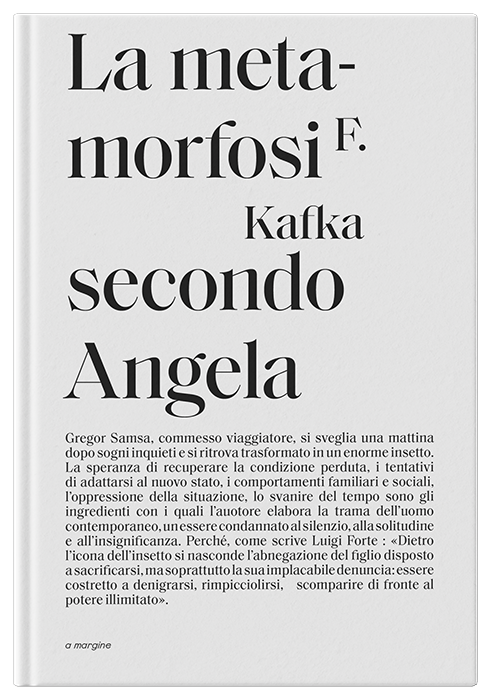 La meta-
morfosi F.
Kafka
secondo
Angela
Gregor Samsa, commesso viaggiatore, si sveglia una mattina
dopo sogni inquieti e si ritrova trasformato in un enorme insetto.
La speranza di recuperare la condizione perduta, i tentativi
di adattarsi al nuovo stato, i comportamenti familiari e sociali,
l'oppressione della situazione, lo svanire del tempo sono gli
ingredienti con i quali l'auotore elabora la trama dell'uomo
contemporaneo, un essere condannato al silenzio, alla solitudine
e all'insignificanza. Perché, come scrive Luigi Forte : «Dietro
l'icona dell'insetto si nasconde l'abnegazione del figlio disposto
a sacrificarsi, ma soprattutto la sua implacabile denuncia: essere
costretto a denigrarsi, rimpicciolirsi, scomparire di fronte al
potere illimitato».
a margine